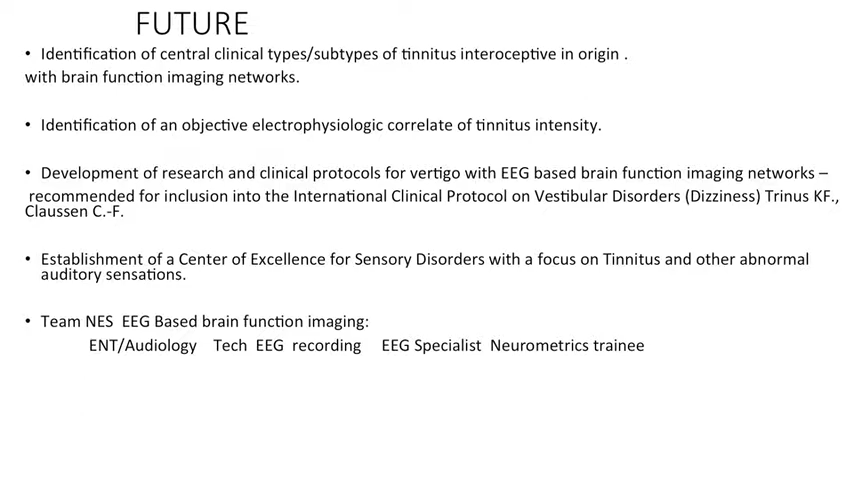 FUTURE
• Identification of central clinical types/subtypes of tinnitus interoceptive in origin .
with brain function imaging networks.
• Identification of an objective electrophysiologic correlate of tinnitus intensity.
• Development of research and clinical protocols for vertigo with EEG based brain function imaging networks –
recommended for inclusion into the International Clinical Protocol on Vestibular Disorders (Dizziness) Trinus KF.,
Claussen C.-F.
• Establishment of a Center of Excellence for Sensory Disorders with a focus on Tinnitus and other abnormal
auditory sensations.
• Team NES EEG Based brain function imaging:
ENT/Audiology Tech EEG recording EEG Specialist Neurometrics trainee